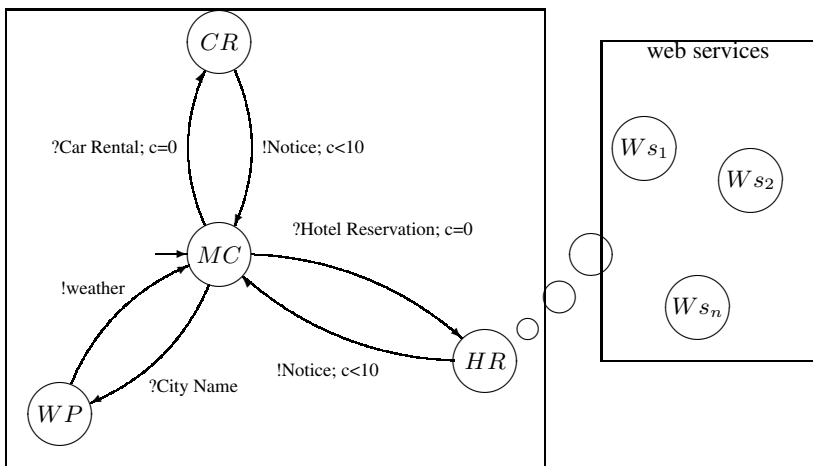 CR
web services
?Car Rental; c=0
!Notice; c<10
Ws1
Ws2
?Hotel Reservation; c=0
MC
!weather
Wsn
HR
!Notice; c<10
?City Name
WP